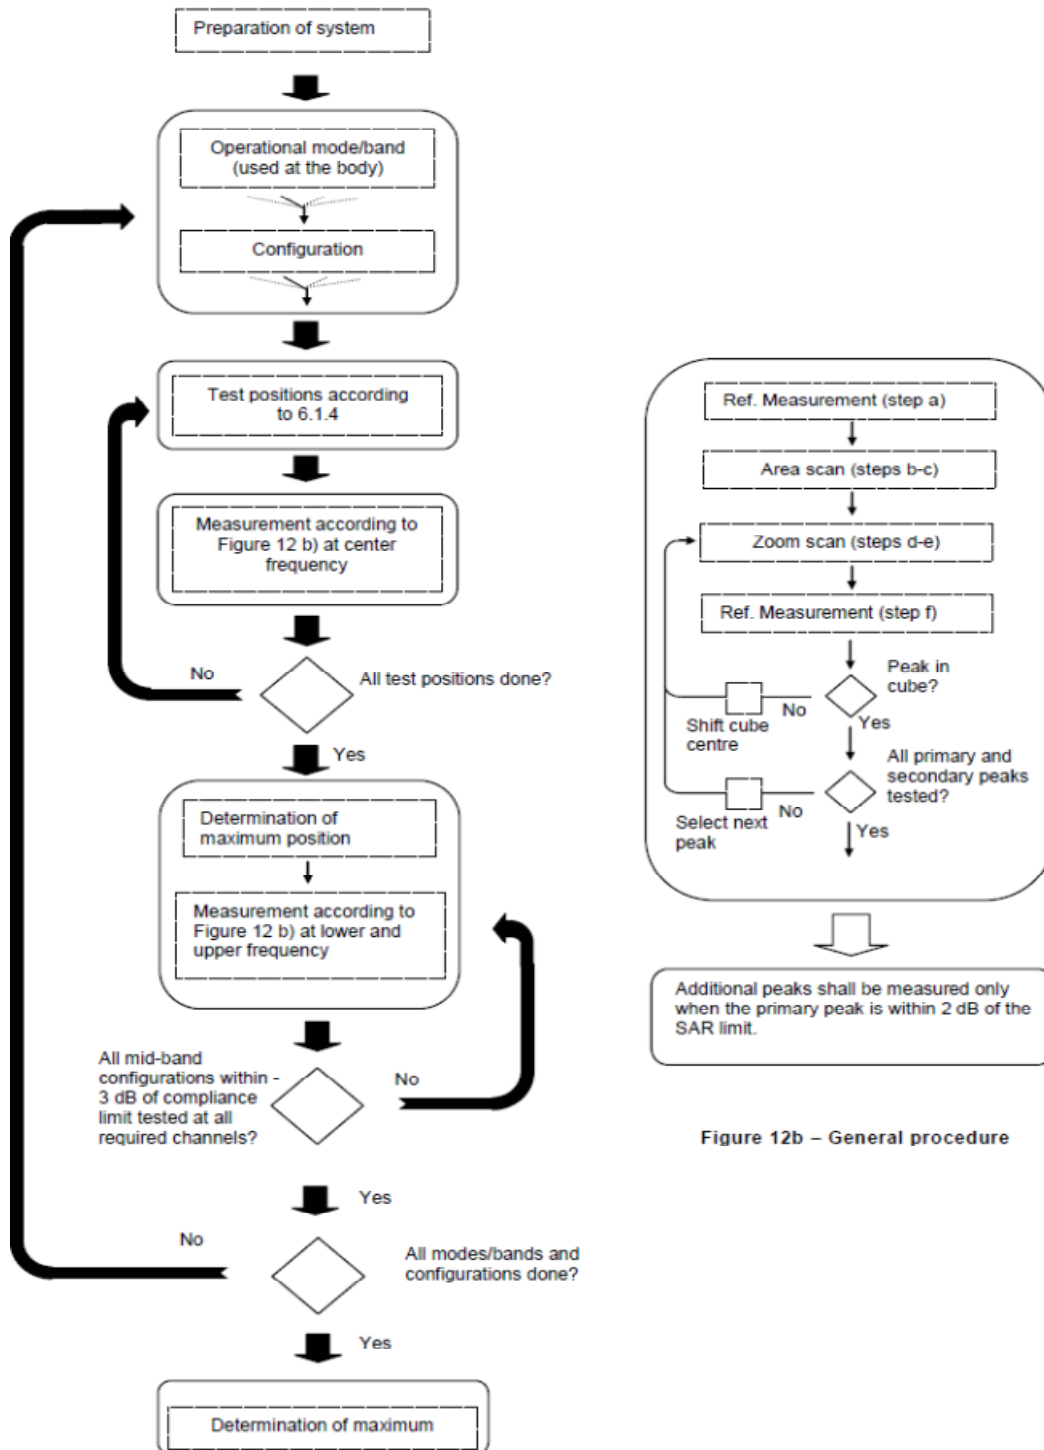 Preparation of system
Operational mode/band
(used at the body)
Configuration
Test positions according
to 6.1.4
Measurement according to
Figure 12 b) at center
frequency
No
All test positions done?
Yes
Determination of
maximum position
Measurement according to
Figure 12 b) at lower and
upper frequency
All mid-band
configurations within -
3 dB of compliance
limit tested at all
required channels?
No
Yes
No
All modes/bands and
configurations done?
Yes
Determination of maximum
Ref. Measurement (step a)
Area scan (steps b-c)
Zoom scan (steps d-e)
Ref. Measurement (step f)
Peak in
cube?
No
Shift cube
centre
Yes
All primary and
secondary peaks
tested?
No
Select next
peak
Yes
Additional peaks shall be measured only
when the primary peak is within 2 dB of the
SAR limit.
Figure 12b – General procedure